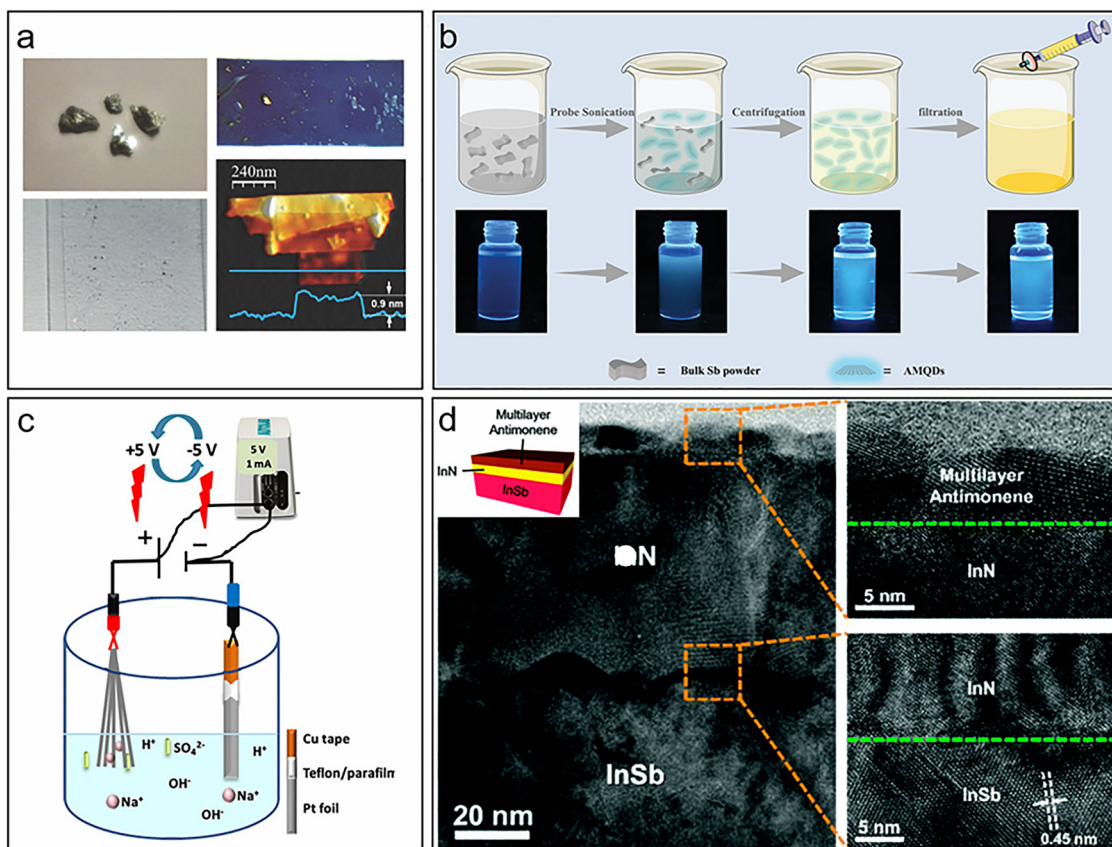 a
240nm
0.9 nm
b
Probe Sonication
Centrifugation
filtration
= Bulk Sb powder
= AMQDs
c
+5 V
-5 V
5 V
1 mA
-
+
−
H⁺
SO₄²⁻
H⁺
OH⁻
Na⁺
OH⁻
Na⁺
Cu tape
Teflon/parafilm
Pt foil
d
Multilayer
Antimonene
InN
InSb
InN
InSb
20 nm
Multilayer
Antimonene
InN
5 nm
InN
InSb
5 nm
0.45 nm